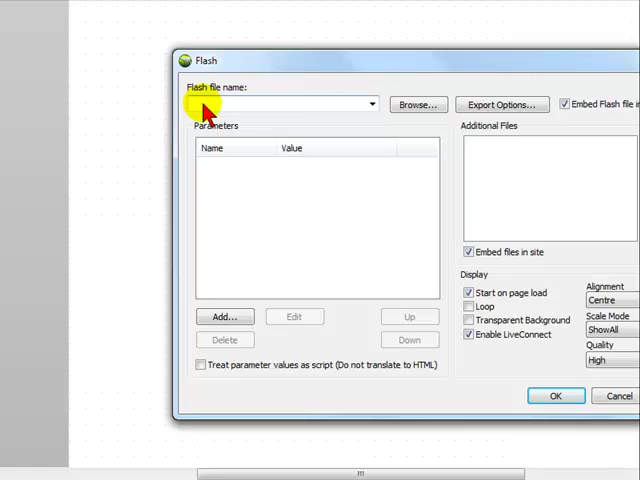 Flash
Flash file name:
Browse...
Export Options...
Embed Flash file in
Parameters
Additional Files
Name
Value
Embed files in site
Display
Start on page load
Alignment
Loop
Centre
Transparent Background
Scale Mode
Enable LiveConnect
ShowAll
Quality
High
Add...
Edit
Up
Delete
Down
Treat parameter values as script (Do not translate to HTML)
OK
Cancel